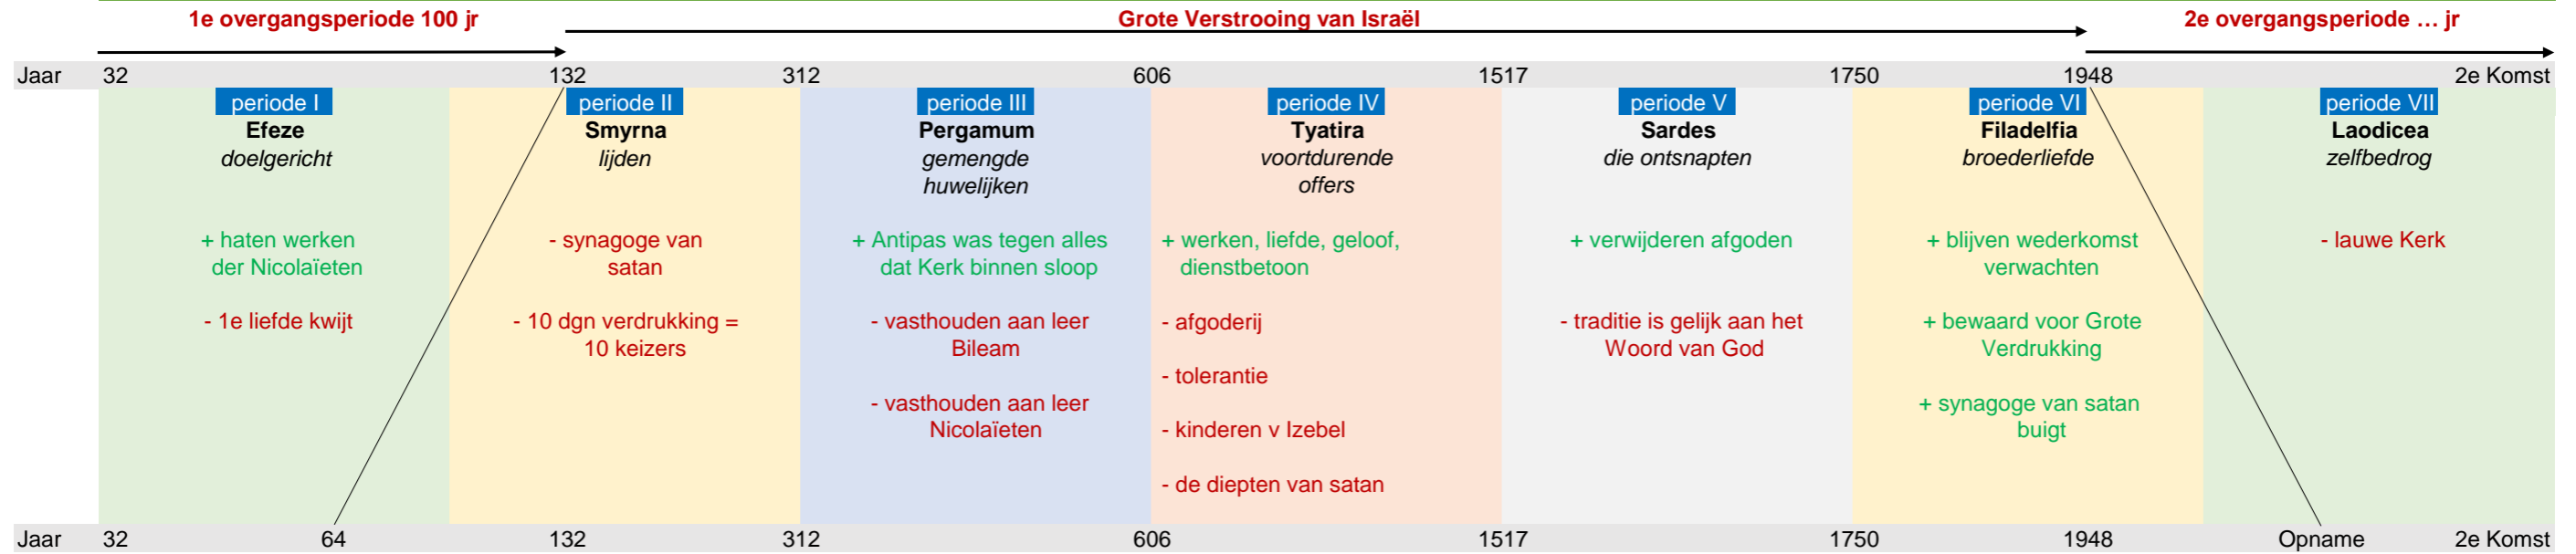 1e overgangsperiode 100 jr
Grote Verstrooing van Israël
2e overgangsperiode … jr
Jaar 32 132 312 606 1517 1750 1948 2e Komst
periode I
Efeze
doelgericht
+ haten werken
der Nicolaïeten
- 1e liefde kwijt
periode II
Smyrna
lijden
- synagoge van
satan
- 10 dgn verdrukking =
10 keizers
periode III
Pergamum
gemengde
huwelijken
+ Antipas was tegen alles
dat Kerk binnen sloop
- vasthouden aan leer
Bileam
- vasthouden aan leer
Nicolaïeten
periode IV
Tyatira
voortdurende
offers
+ werken, liefde, geloof,
dienstbetoon
- afgoderij
- tolerantie
- kinderen v Izebel
- de diepten van satan
periode V
Sardes
die ontsnapten
+ verwijderen afgoden
- traditie is gelijk aan het
Woord van God
periode VI
Filadelfia
broederliefde
+ blijven wederkomst
verwachten
+ bewaard voor Grote
Verdrukking
+ synagoge van satan
buigt
periode VII
Laodicea
zelfbedrog
- lauwe Kerk
Jaar 32 64 132 312 606 1517 1750 1948 Opname 2e Komst